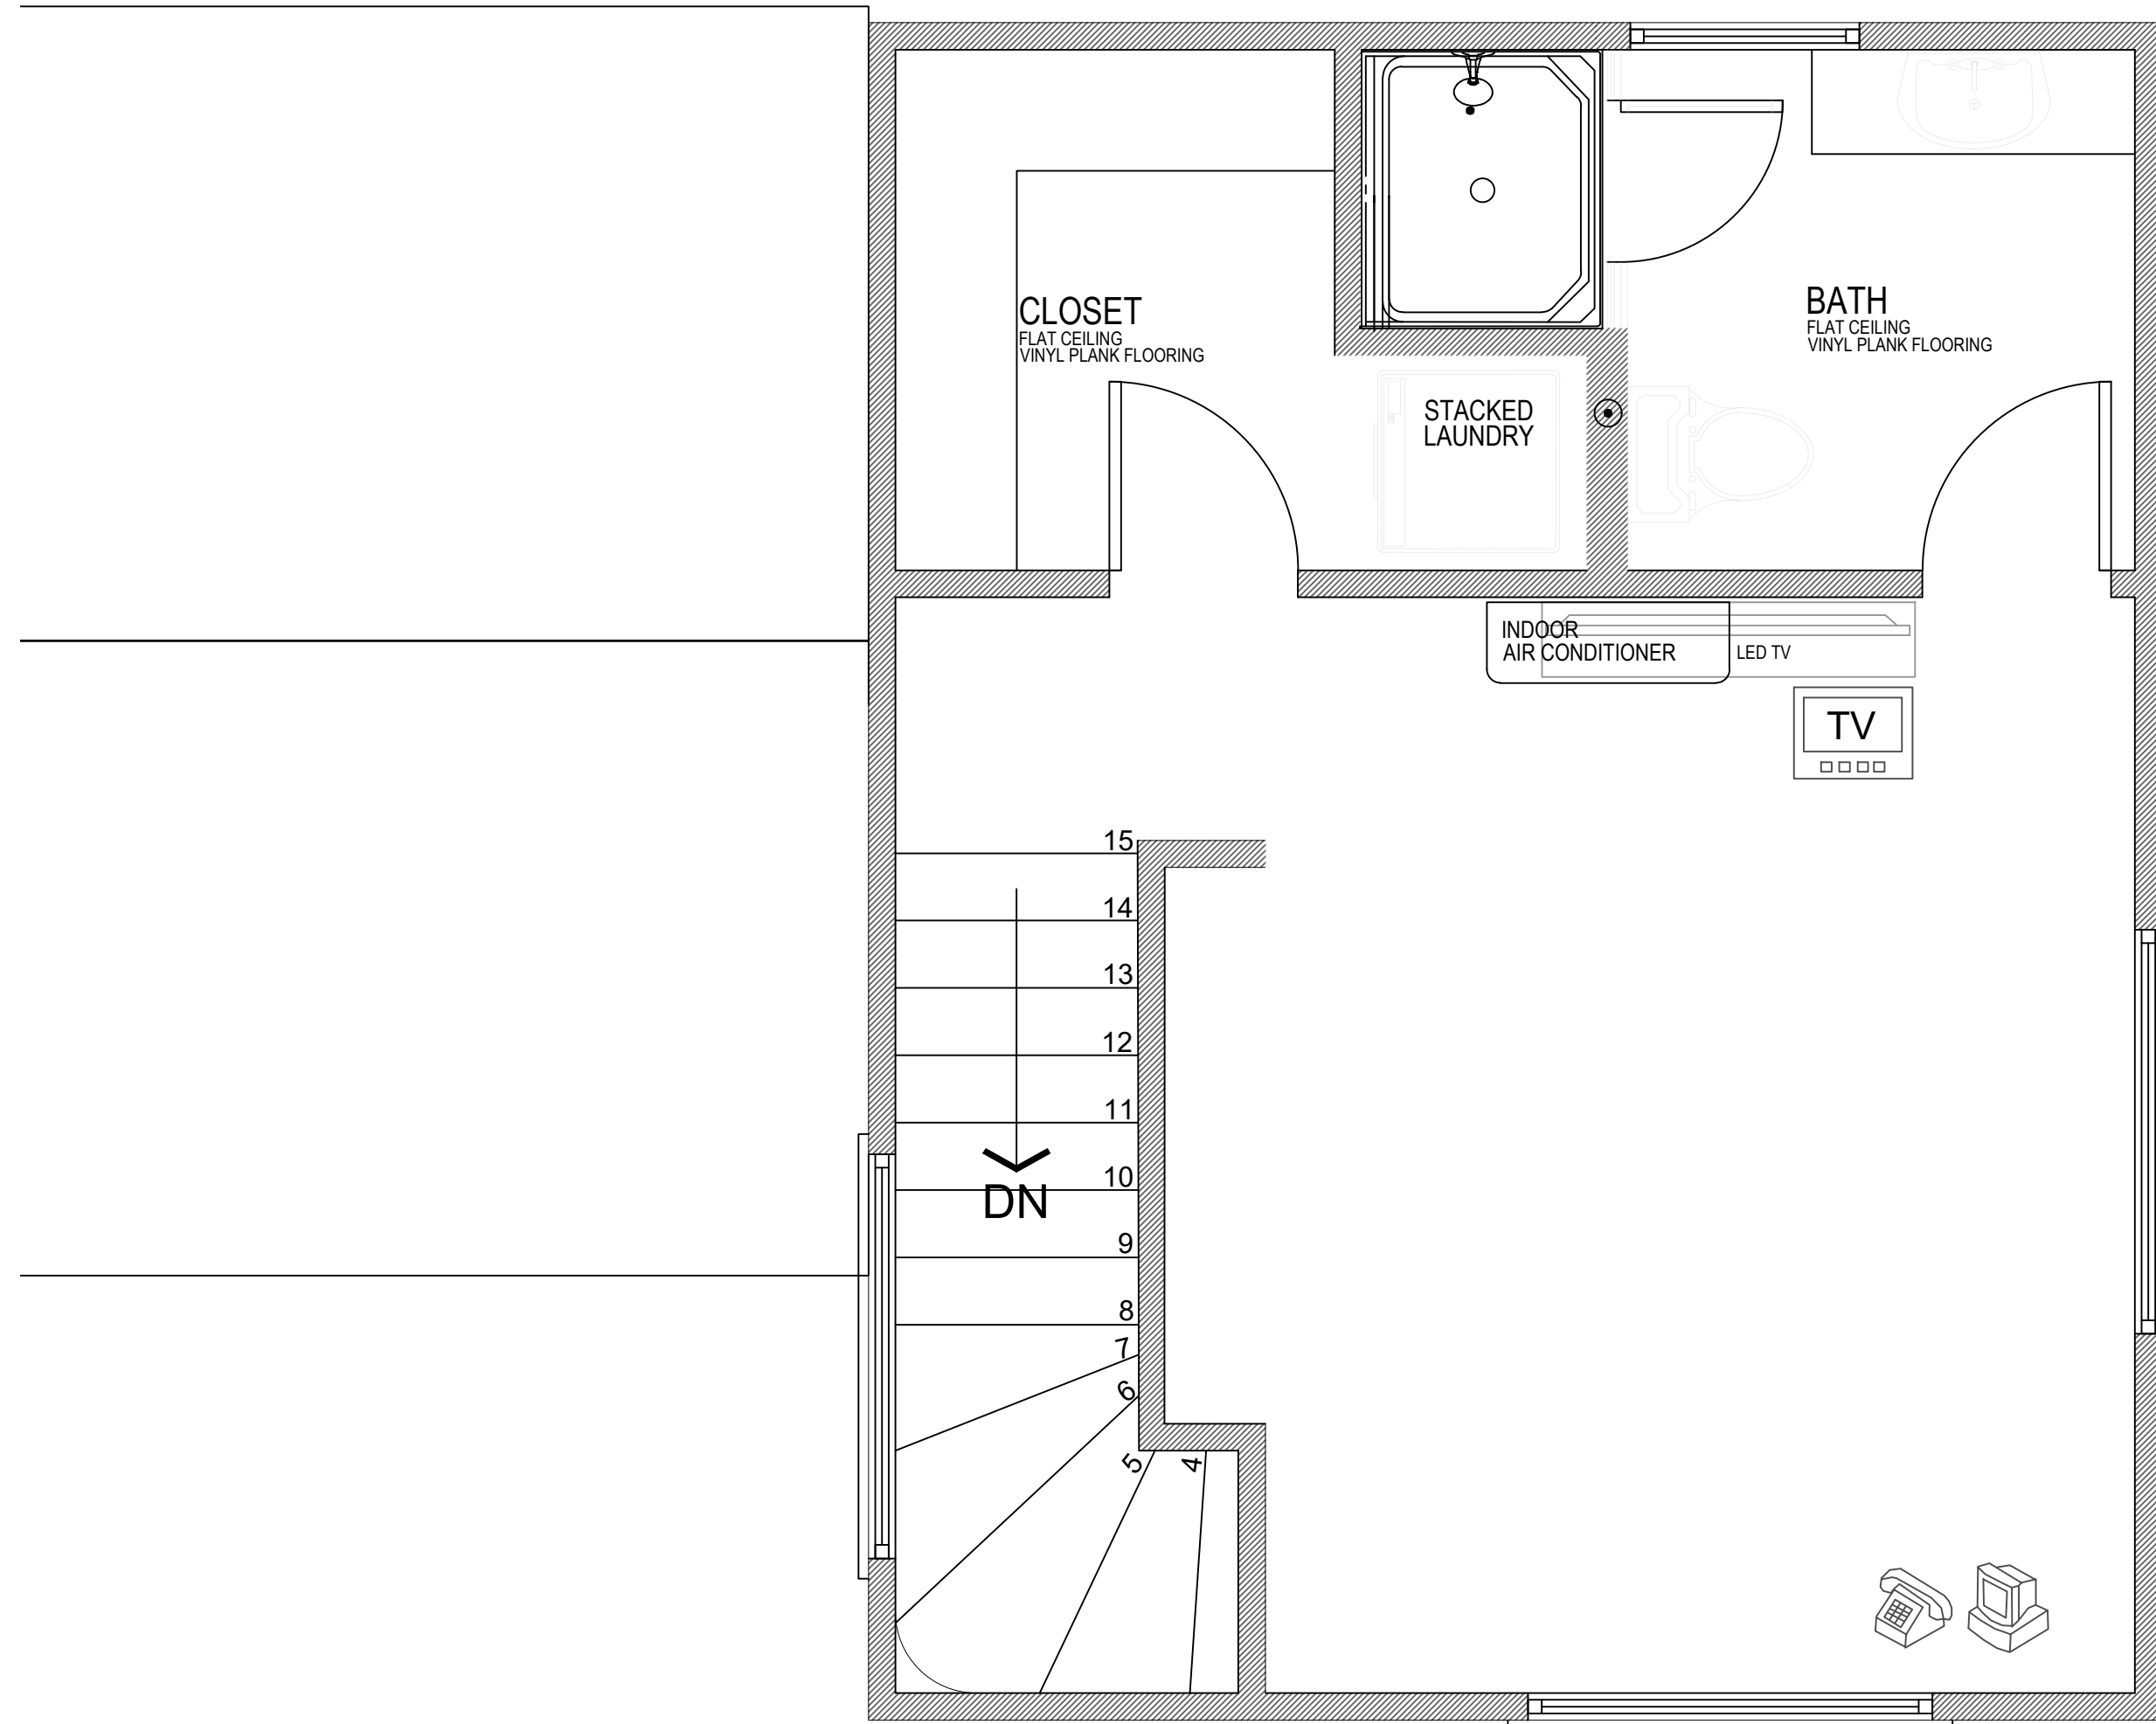 CLOSET
FLAT CEILING
VINYL PLANK FLOORING
BATH
FLAT CEILING
VINYL PLANK FLOORING
STACKED
LAUNDRY
INDOOR
AIR CONDITIONER
LED TV
TV
15
14
13
12
11
10
DN
9
8
7
6
5
4